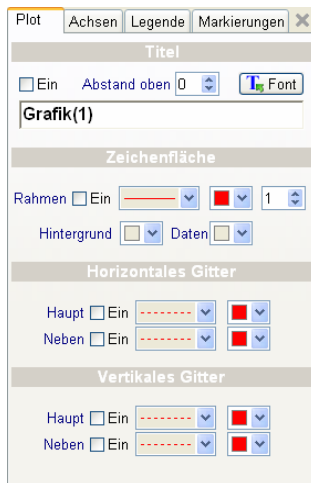 Plot Achsen Legende Markierungen
Titel
Ein Abstand oben 0 Font
Grafik(1)
Zeichenfläche
Rahmen Ein 1
Hintergrund Daten
Horizontales Gitter
Haupt Ein
Neben Ein
Vertikales Gitter
Haupt Ein
Neben Ein